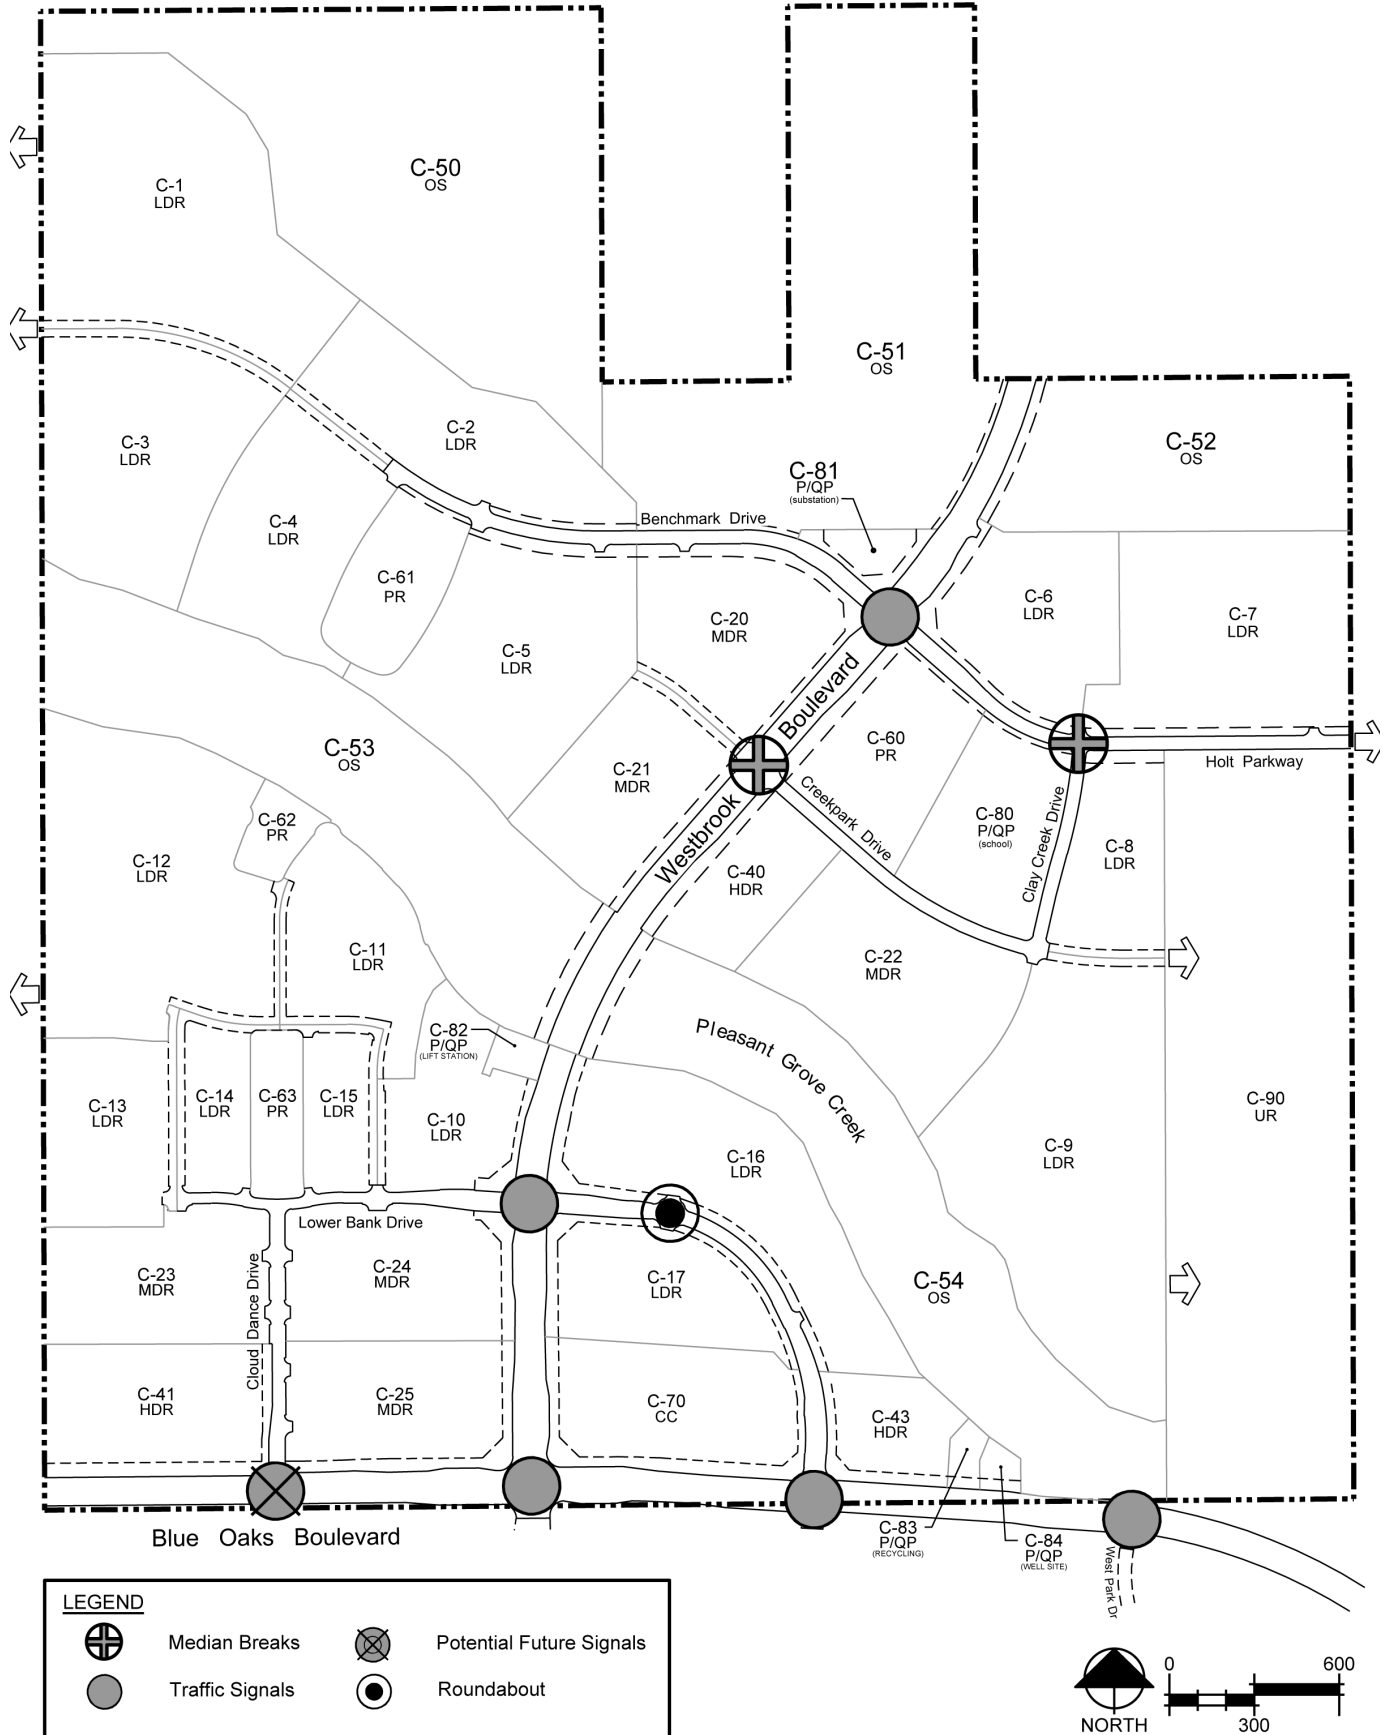 C-1
LDR
C-50
OS
C-51
OS
C-2
LDR
C-3
LDR
C-52
OS
C-81
P/QP
(substation)
Benchmark Drive
C-4
LDR
C-61
PR
C-6
LDR
C-7
LDR
C-20
MDR
C-5
LDR
Westbrook Boulevard
C-60
PR
C-53
OS
C-21
MDR
Holt Parkway
Creekpark Drive
C-62
PR
C-80
P/QP
(school)
Clay Creek Drive
C-8
LDR
C-12
LDR
C-40
HDR
C-11
LDR
C-22
MDR
C-82
P/QP
(LIFT STATION)
Pleasant Grove Creek
C-13
LDR
C-14
LDR
C-63
PR
C-15
LDR
C-10
LDR
C-90
UR
C-16
LDR
C-9
LDR
Lower Bank Drive
C-23
MDR
Cloud Dance Drive
C-24
MDR
C-17
LDR
C-54
OS
C-41
HDR
C-25
MDR
C-70
CC
C-43
HDR
Blue Oaks Boulevard
C-83
P/QP
(RECYCLING)
C-84
P/QP
(WELL SITE)
West Park Dr
LEGEND
Median Breaks
Potential Future Signals
Traffic Signals
Roundabout
NORTH
0
600
300